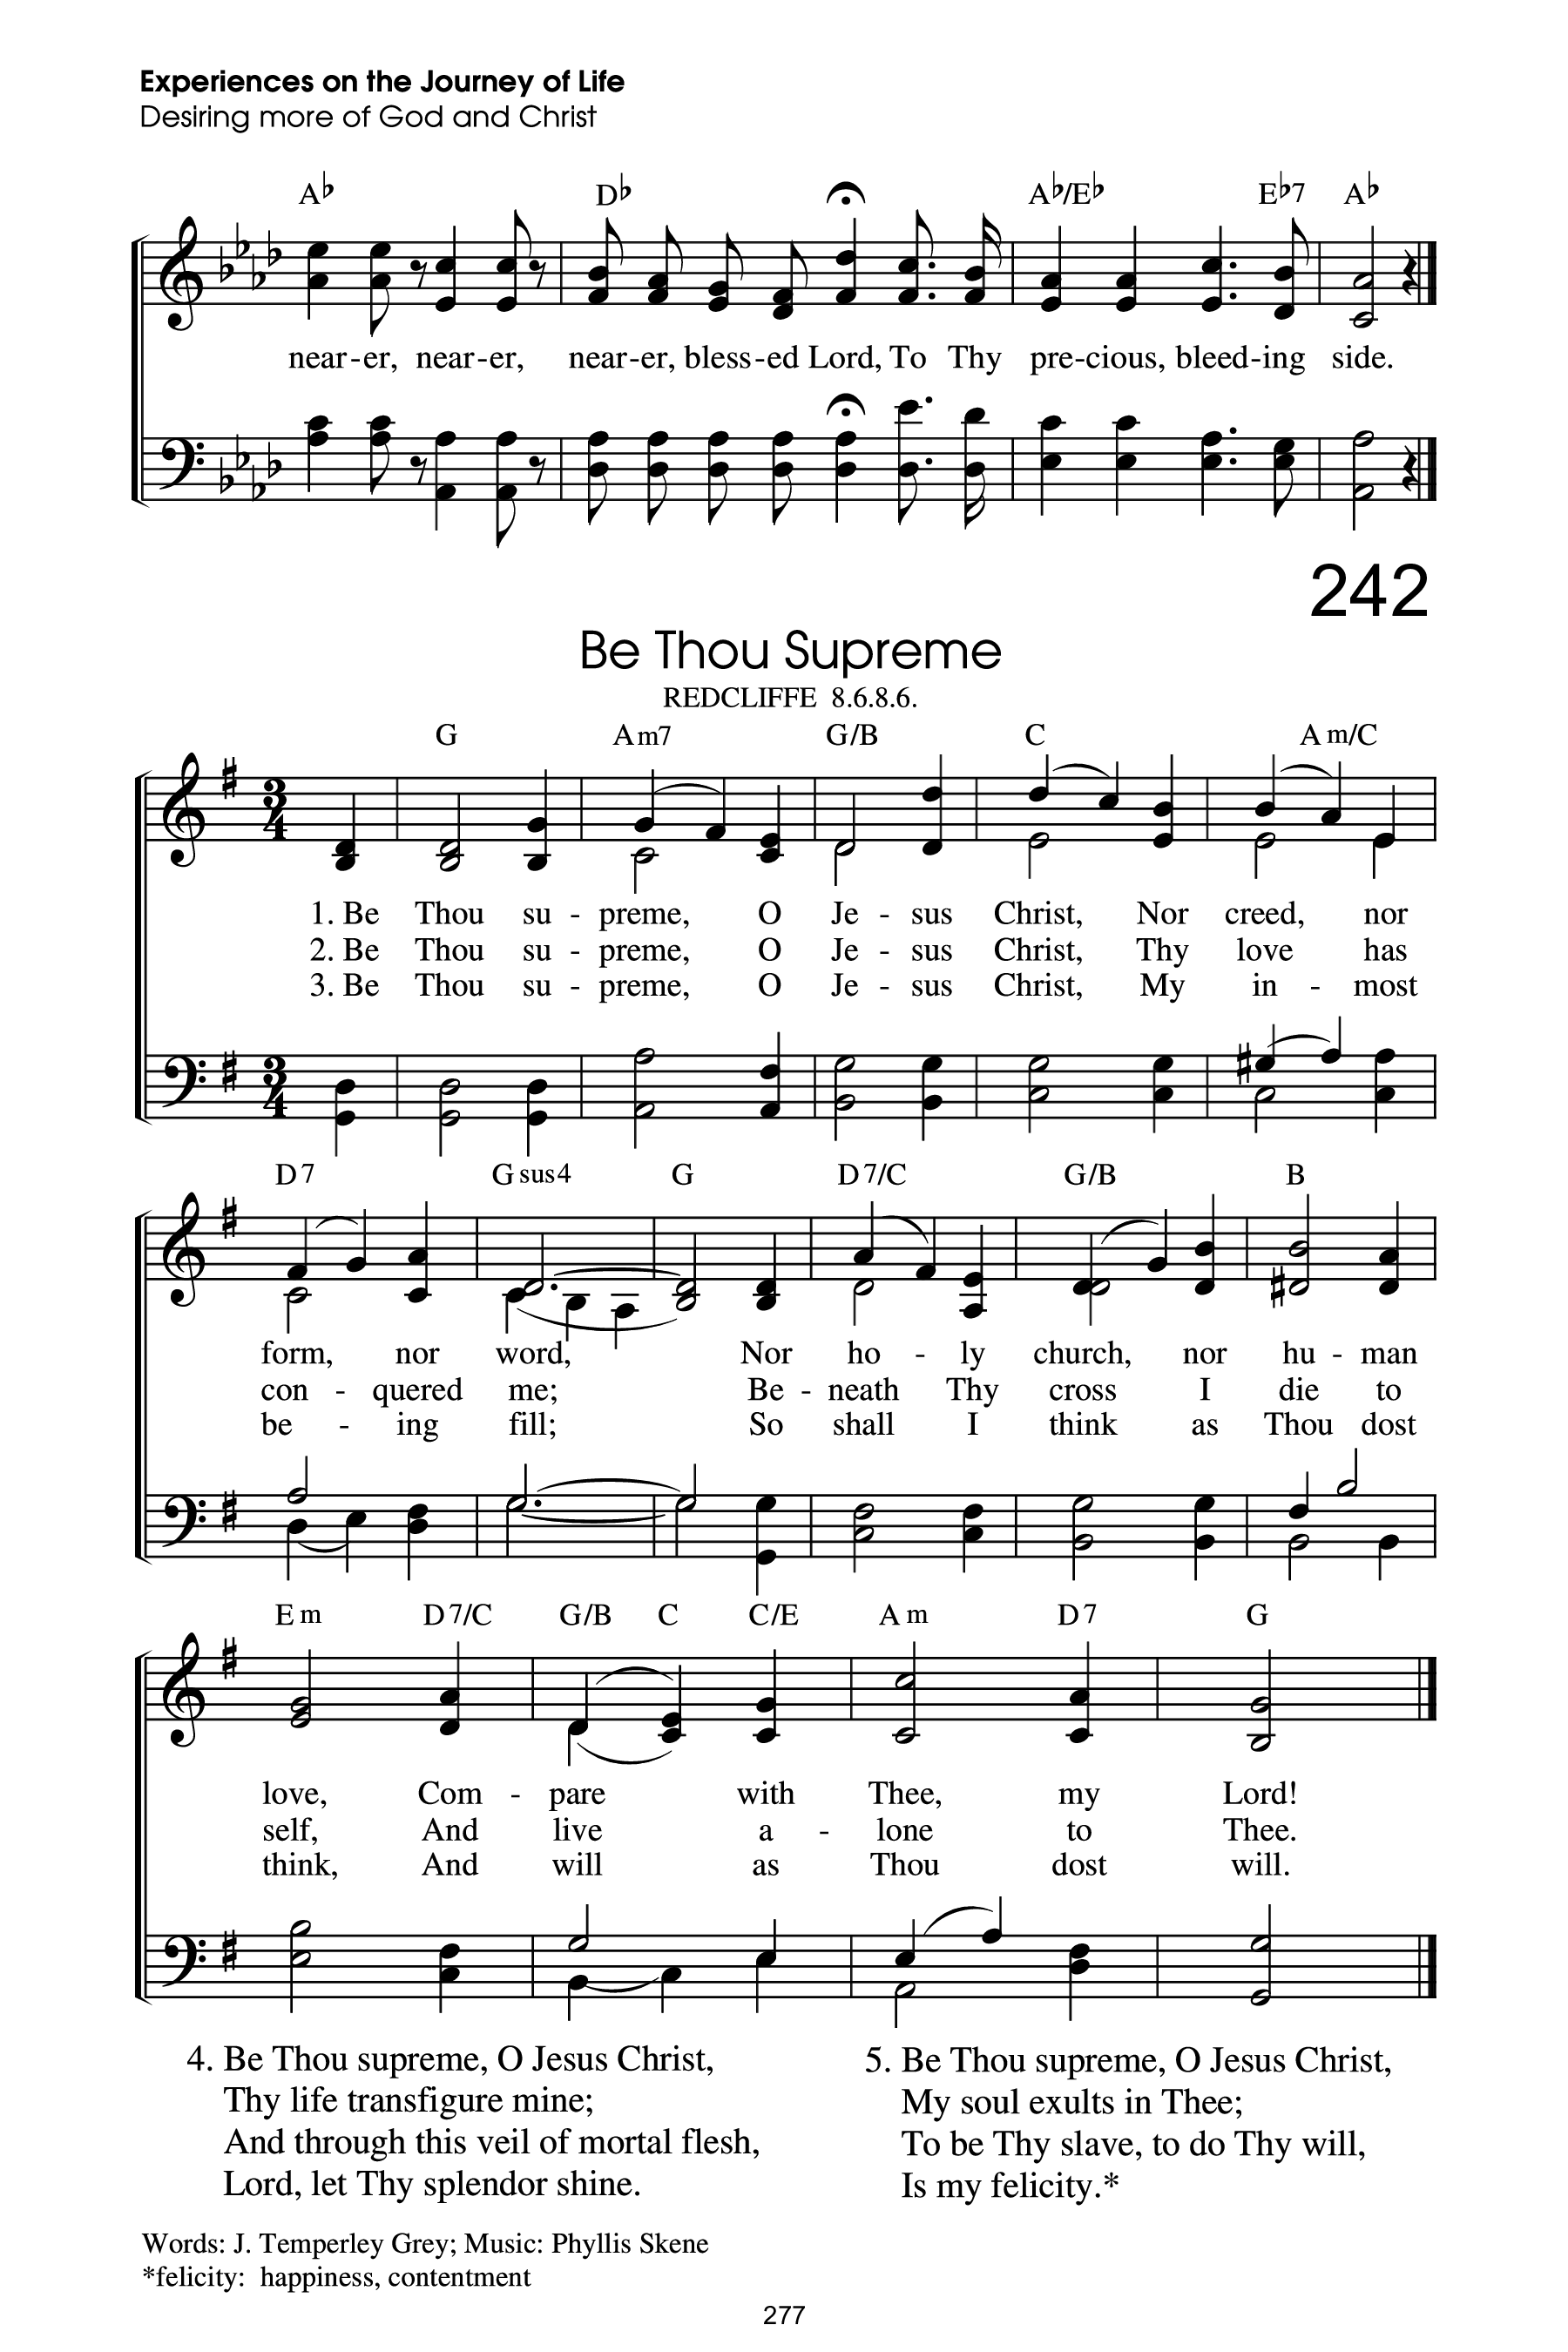 Experiences on the Journey of Life
Desiring more of God and Christ
A♭ D♭ A♭/E♭ E♭7 A♭
near-er, near-er, near-er, bless-ed Lord, To Thy pre-cious, bleed-ing side.
242
Be Thou Supreme
REDCLIFFE 8.6.8.6.
G Am7 G/B C Am/C
3
4
1. Be Thou su - preme, O Je - sus Christ, Nor creed, nor
2. Be Thou su - preme, O Je - sus Christ, Thy love has
3. Be Thou su - preme, O Je - sus Christ, My in - most
3
4
D7 Gsus4 G D7/C G/B B
form, nor word, Nor ho - ly church, nor hu - man
con - quered me; Be - neath Thy cross I die to
be - ing fill; So shall I think as Thou dost
Em D7/C G/B C C/E Am D7 G
love, Com - pare with Thee, my Lord!
self, And live a - lone to Thee.
think, And will as Thou dost will.
4. Be Thou supreme, O Jesus Christ,
Thy life transfigure mine;
And through this veil of mortal flesh,
Lord, let Thy splendor shine.
5. Be Thou supreme, O Jesus Christ,
My soul exults in Thee;
To be Thy slave, to do Thy will,
Is my felicity.*
Words: J. Temperley Grey; Music: Phyllis Skene
*felicity: happiness, contentment
277